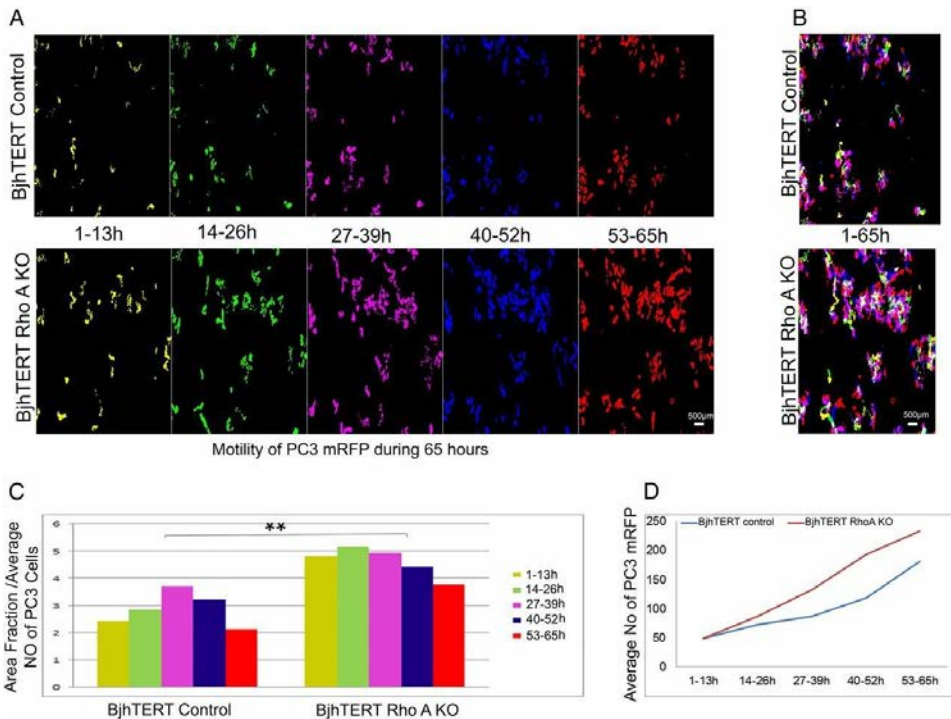 A
B
BjhTERT Control
BjhTERT Control
1-13h
14-26h
27-39h
40-52h
53-65h
1-65h
BjhTERT Rho A KO
BjhTERT Rho A KO
500µm
500µm
Motility of PC3 mRFP during 65 hours
C
D
Area Fraction /Average
NO of PC3 Cells
6
5
4
3
2
1
0
**
1-13h
14-26h
27-39h
40-52h
53-65h
BjhTERT Control
BjhTERT Rho A KO
Average No of PC3 mRFP
BjhTERT control
BjhTERT RhoA KO
250
200
150
100
50
0
1-13h
14-26h
27-39h
40-52h
53-65h